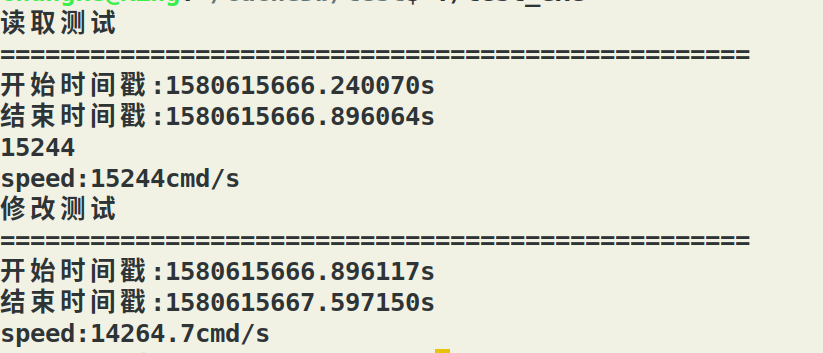 读取测试
==================================================
开始时间戳:1580615666.240070s
结束时间戳:1580615666.896064s
15244
speed:15244cmd/s
修改测试
==================================================
开始时间戳:1580615666.896117s
结束时间戳:1580615667.597150s
speed:14264.7cmd/s